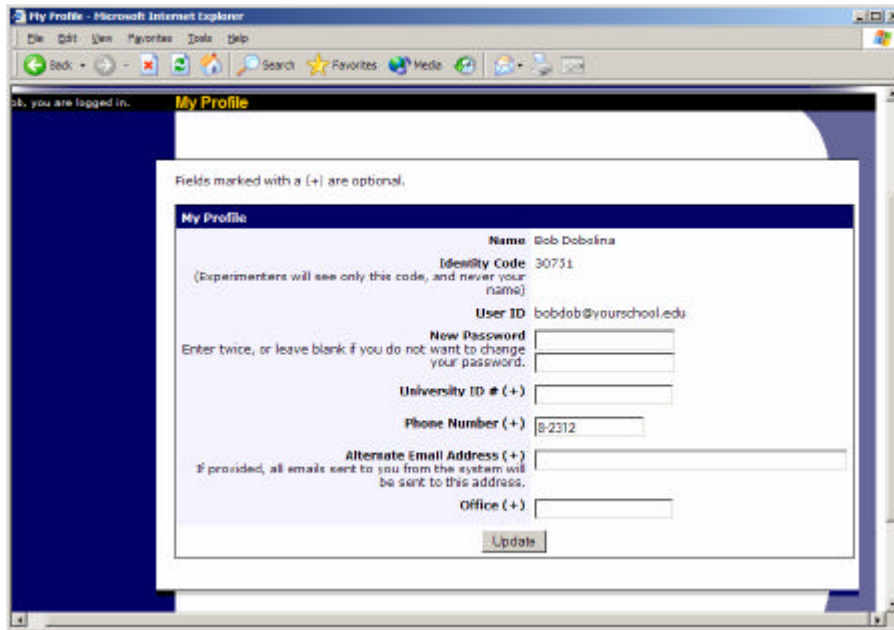 My Profile - Microsoft Internet Explorer
File Edit View Favorites Tools Help
Back Search Favorites Media
ob, you are logged in.
My Profile
Fields marked with a (+) are optional.
My Profile
Name Bob Dobolina
Identity Code 30751
(Experimenters will see only this code, and never your
name)
User ID bobdob@yourschool.edu
New Password
Enter twice, or leave blank if you do not want to change
your password.
University ID # (+)
Phone Number (+) 8-2312
Alternate Email Address (+)
If provided, all emails sent to you from the system will
be sent to this address.
Office (+)
Update